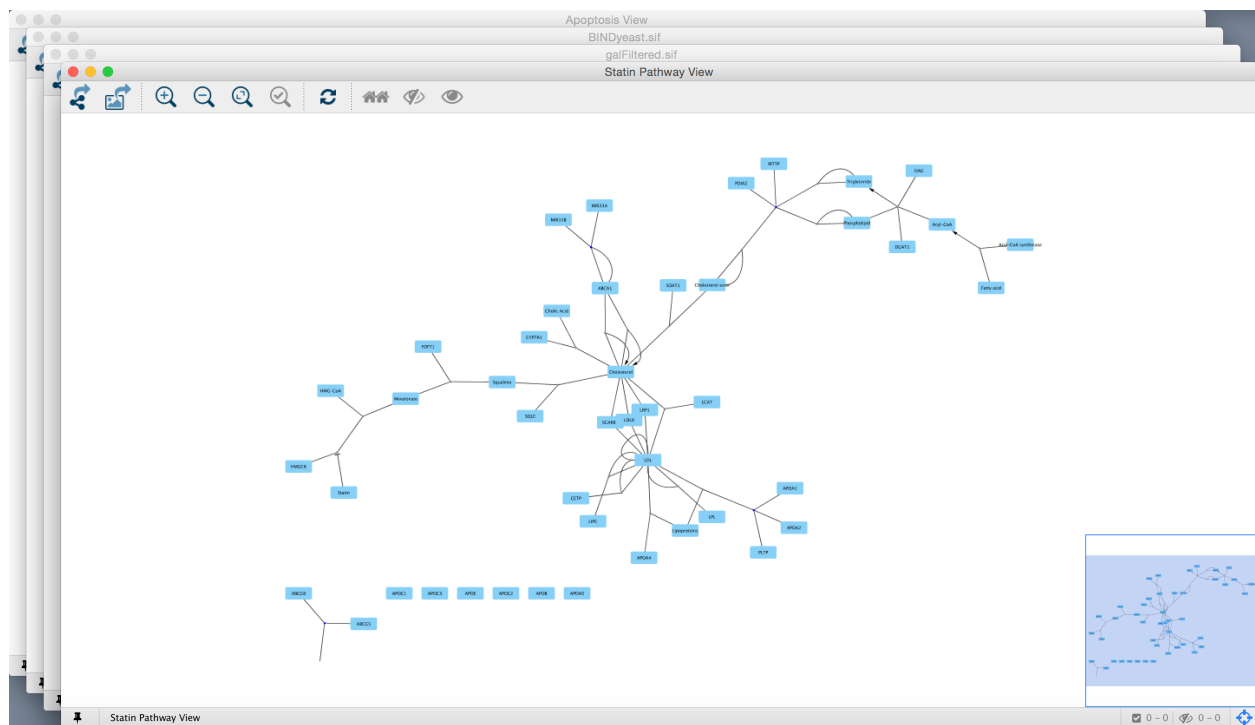 Apoptosis View
BINDyeast.sif
galFiltered.sif
Statin Pathway View
MTTP
DAG
PDIA2
Triglyceride
MIR33A
MIR33B
Phospholipid
Acyl-CoA
DGAT1
Acyl-CoA synthetase
ABCA1
SOAT1
Cholesterol ester
Fatty acid
Cholic Acid
CYP7A1
FDFT1
Cholesterol
Squalene
HMG-CoA
Mevalonate
LCAT
LRP1
SQLE
SCARB
LDLR
LDL
HMGCR
Statin
APOA1
CETP
LIPC
LPL
APOA2
Lipoproteins
APOA4
PLTP
ABCG8
APOC1
APOC3
APOE
APOC2
APOB
APOA5
ABCG5
Statin Pathway View
0 - 0
0 - 0